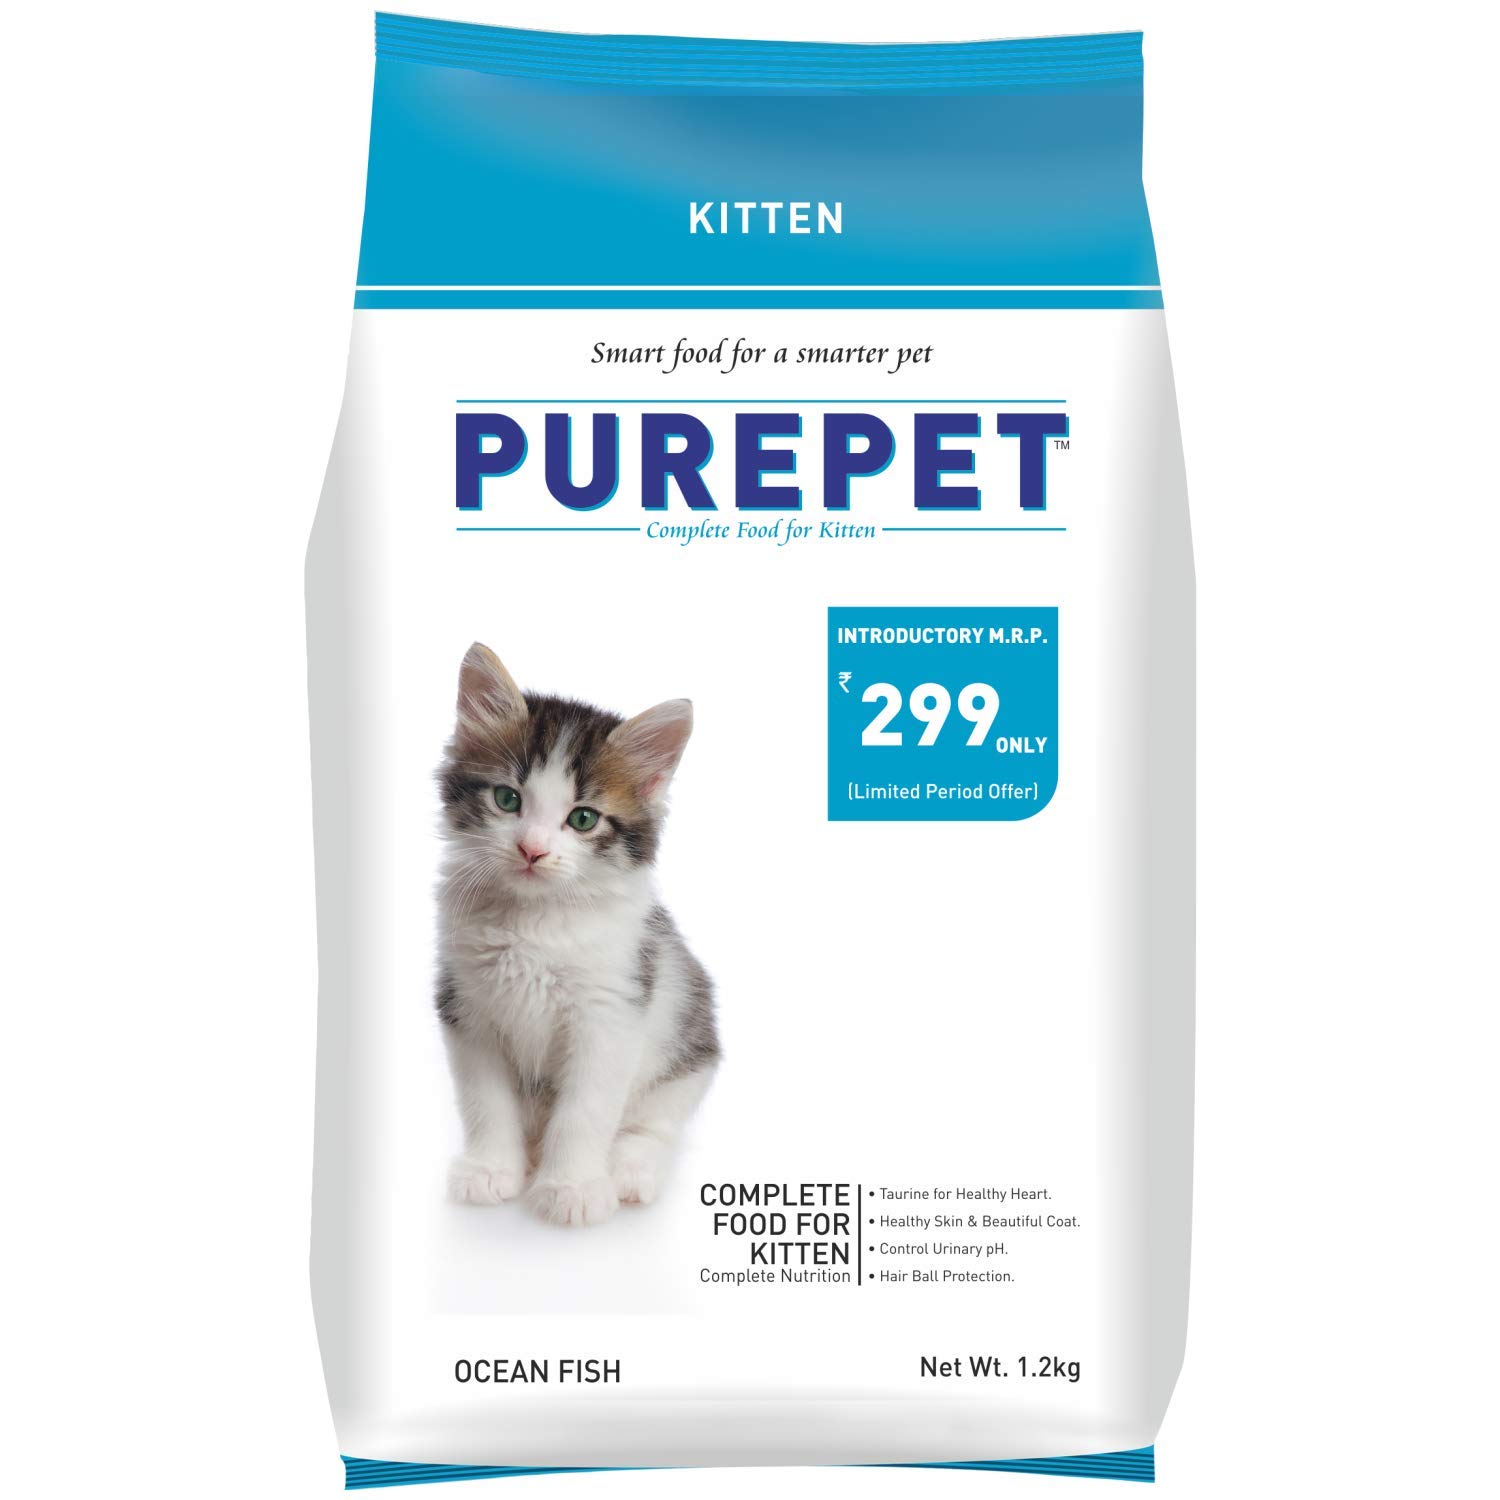 KITTEN
Smart food for a smarter pet
PUREPET™
Complete Food for Kitten
INTRODUCTORY M.R.P.
₹ 299 ONLY
(Limited Period Offer)
COMPLETE
FOOD FOR
KITTEN
Complete Nutrition
• Taurine for Healthy Heart.
• Healthy Skin & Beautiful Coat.
• Control Urinary pH.
• Hair Ball Protection.
OCEAN FISH
Net Wt. 1.2kg